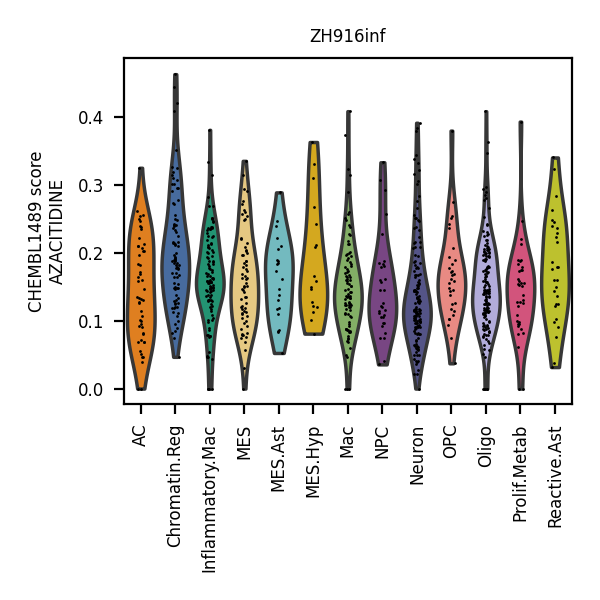 ZH916inf
CHEMBL1489 score
AZACITIDINE
0.4
0.3
0.2
0.1
0.0
AC
Chromatin.Reg
Inflammatory.Mac
MES
MES.Ast
MES.Hyp
Mac
NPC
Neuron
OPC
Oligo
Prolif.Metab
Reactive.Ast